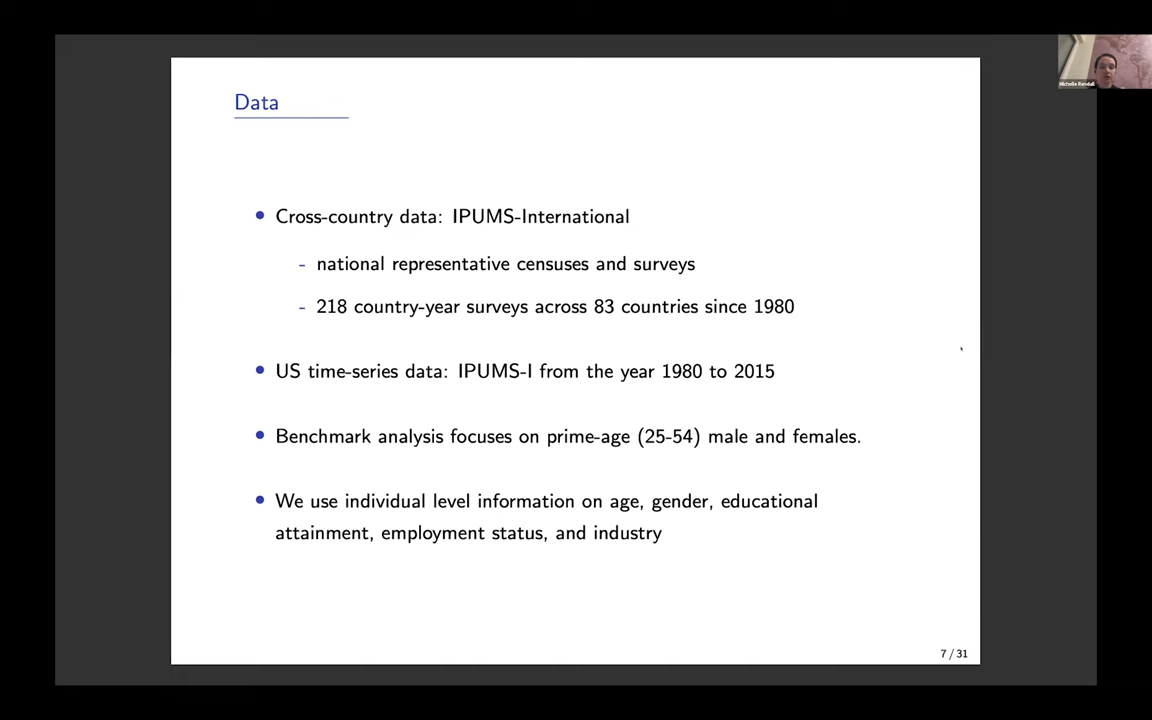 Data
Michelle Rendall
• Cross-country data: IPUMS-International
- national representative censuses and surveys
- 218 country-year surveys across 83 countries since 1980
• US time-series data: IPUMS-I from the year 1980 to 2015
• Benchmark analysis focuses on prime-age (25-54) male and females.
• We use individual level information on age, gender, educational
attainment, employment status, and industry
7 / 31